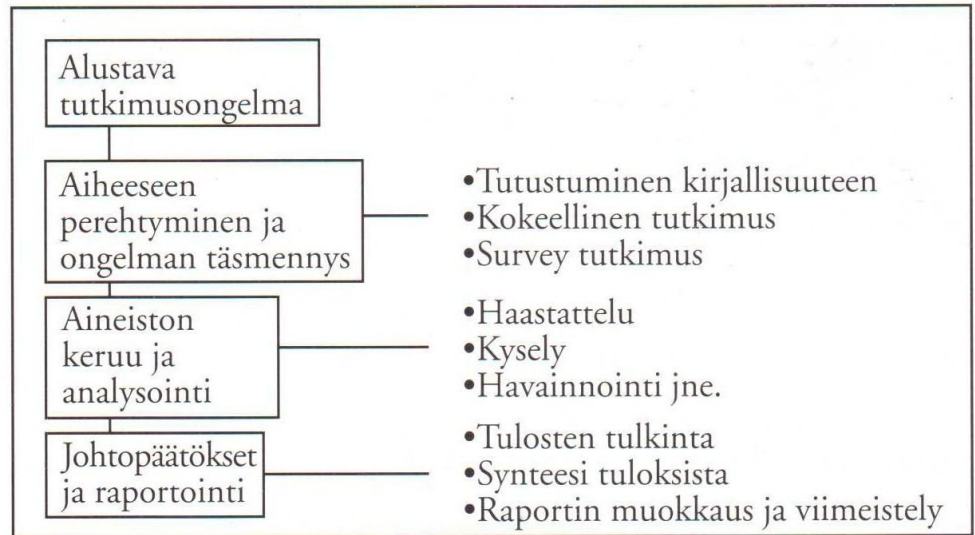 Alustava
tutkimusongelma
Aiheeseen
perehtyminen ja
ongelman täsmennys
•Tutustuminen kirjallisuuteen
•Kokeellinen tutkimus
•Survey tutkimus
Aineiston
keruu ja
analysointi
•Haastattelu
•Kysely
•Havainnointi jne.
Johtopäätökset
ja raportointi
•Tulosten tulkinta
•Synteesi tuloksista
•Raportin muokkaus ja viimeistely